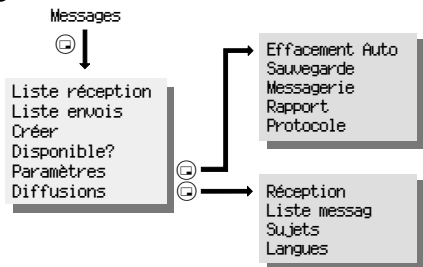 Messages
Liste réception
Liste envois
Créer
Disponible?
Paramètres
Diffusions
Effacement Auto
Sauvegarde
Messagerie
Rapport
Protocole
Réception
Liste messag
Sujets
Langues